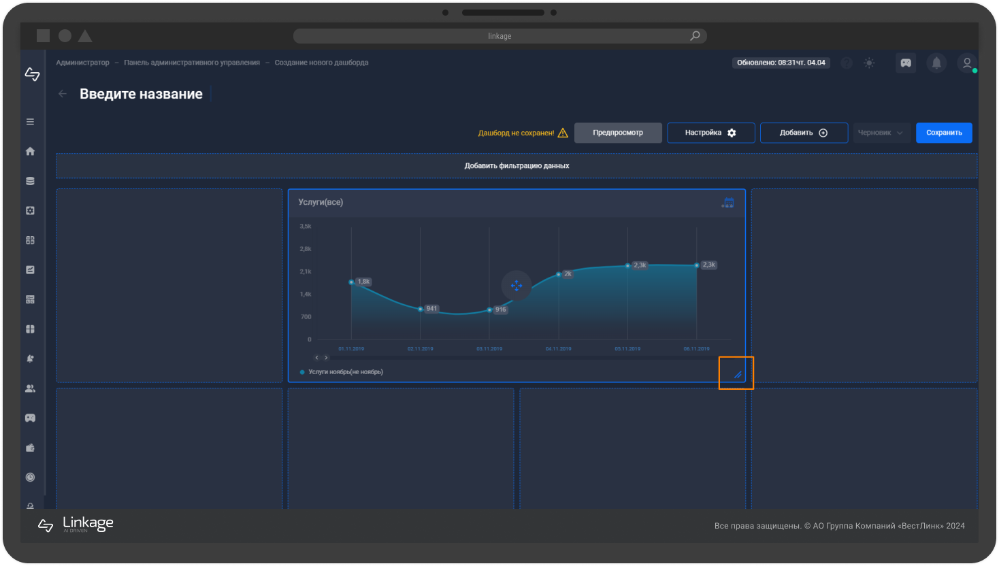 linkage
Администратор – Панель административного управления – Создание нового дашборда
Обновлено: 08:31 чт. 04.04
Введите название
Дашборд не сохранен!
Предпросмотр
Настройка
Добавить
Черновик
Сохранить
Добавить фильтрацию данных
Услуги(все)
3,5k
2,8k
2,1k
1,4k
700
0
1,8k
941
916
2k
2,3k
2,3k
01.11.2019
02.11.2019
03.11.2019
04.11.2019
05.11.2019
06.11.2019
Услуги ноябрь(не ноябрь)
Linkage
AI DRIVEN
Все права защищены. © АО Группа Компаний «ВестЛинк» 2024